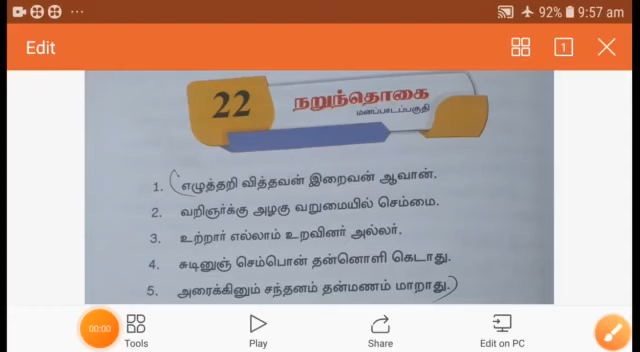 92% 9:57 am
Edit
1
22
நறுந்தொகை
மனப்பாடப்பகுதி
1. எழுத்தறி வித்தவன் இறைவன் ஆவான்.
2. வறிஞர்க்கு அழகு வறுமையில் செம்மை.
3. உற்றார் எல்லாம் உறவினர் அல்லர்.
4. சுடினுஞ் செம்பொன் தன்னொளி கெடாது.
5. அரைக்கினும் சந்தனம் தன்மணம் மாறாது.
00:00
Tools
Play
Share
Edit on PC